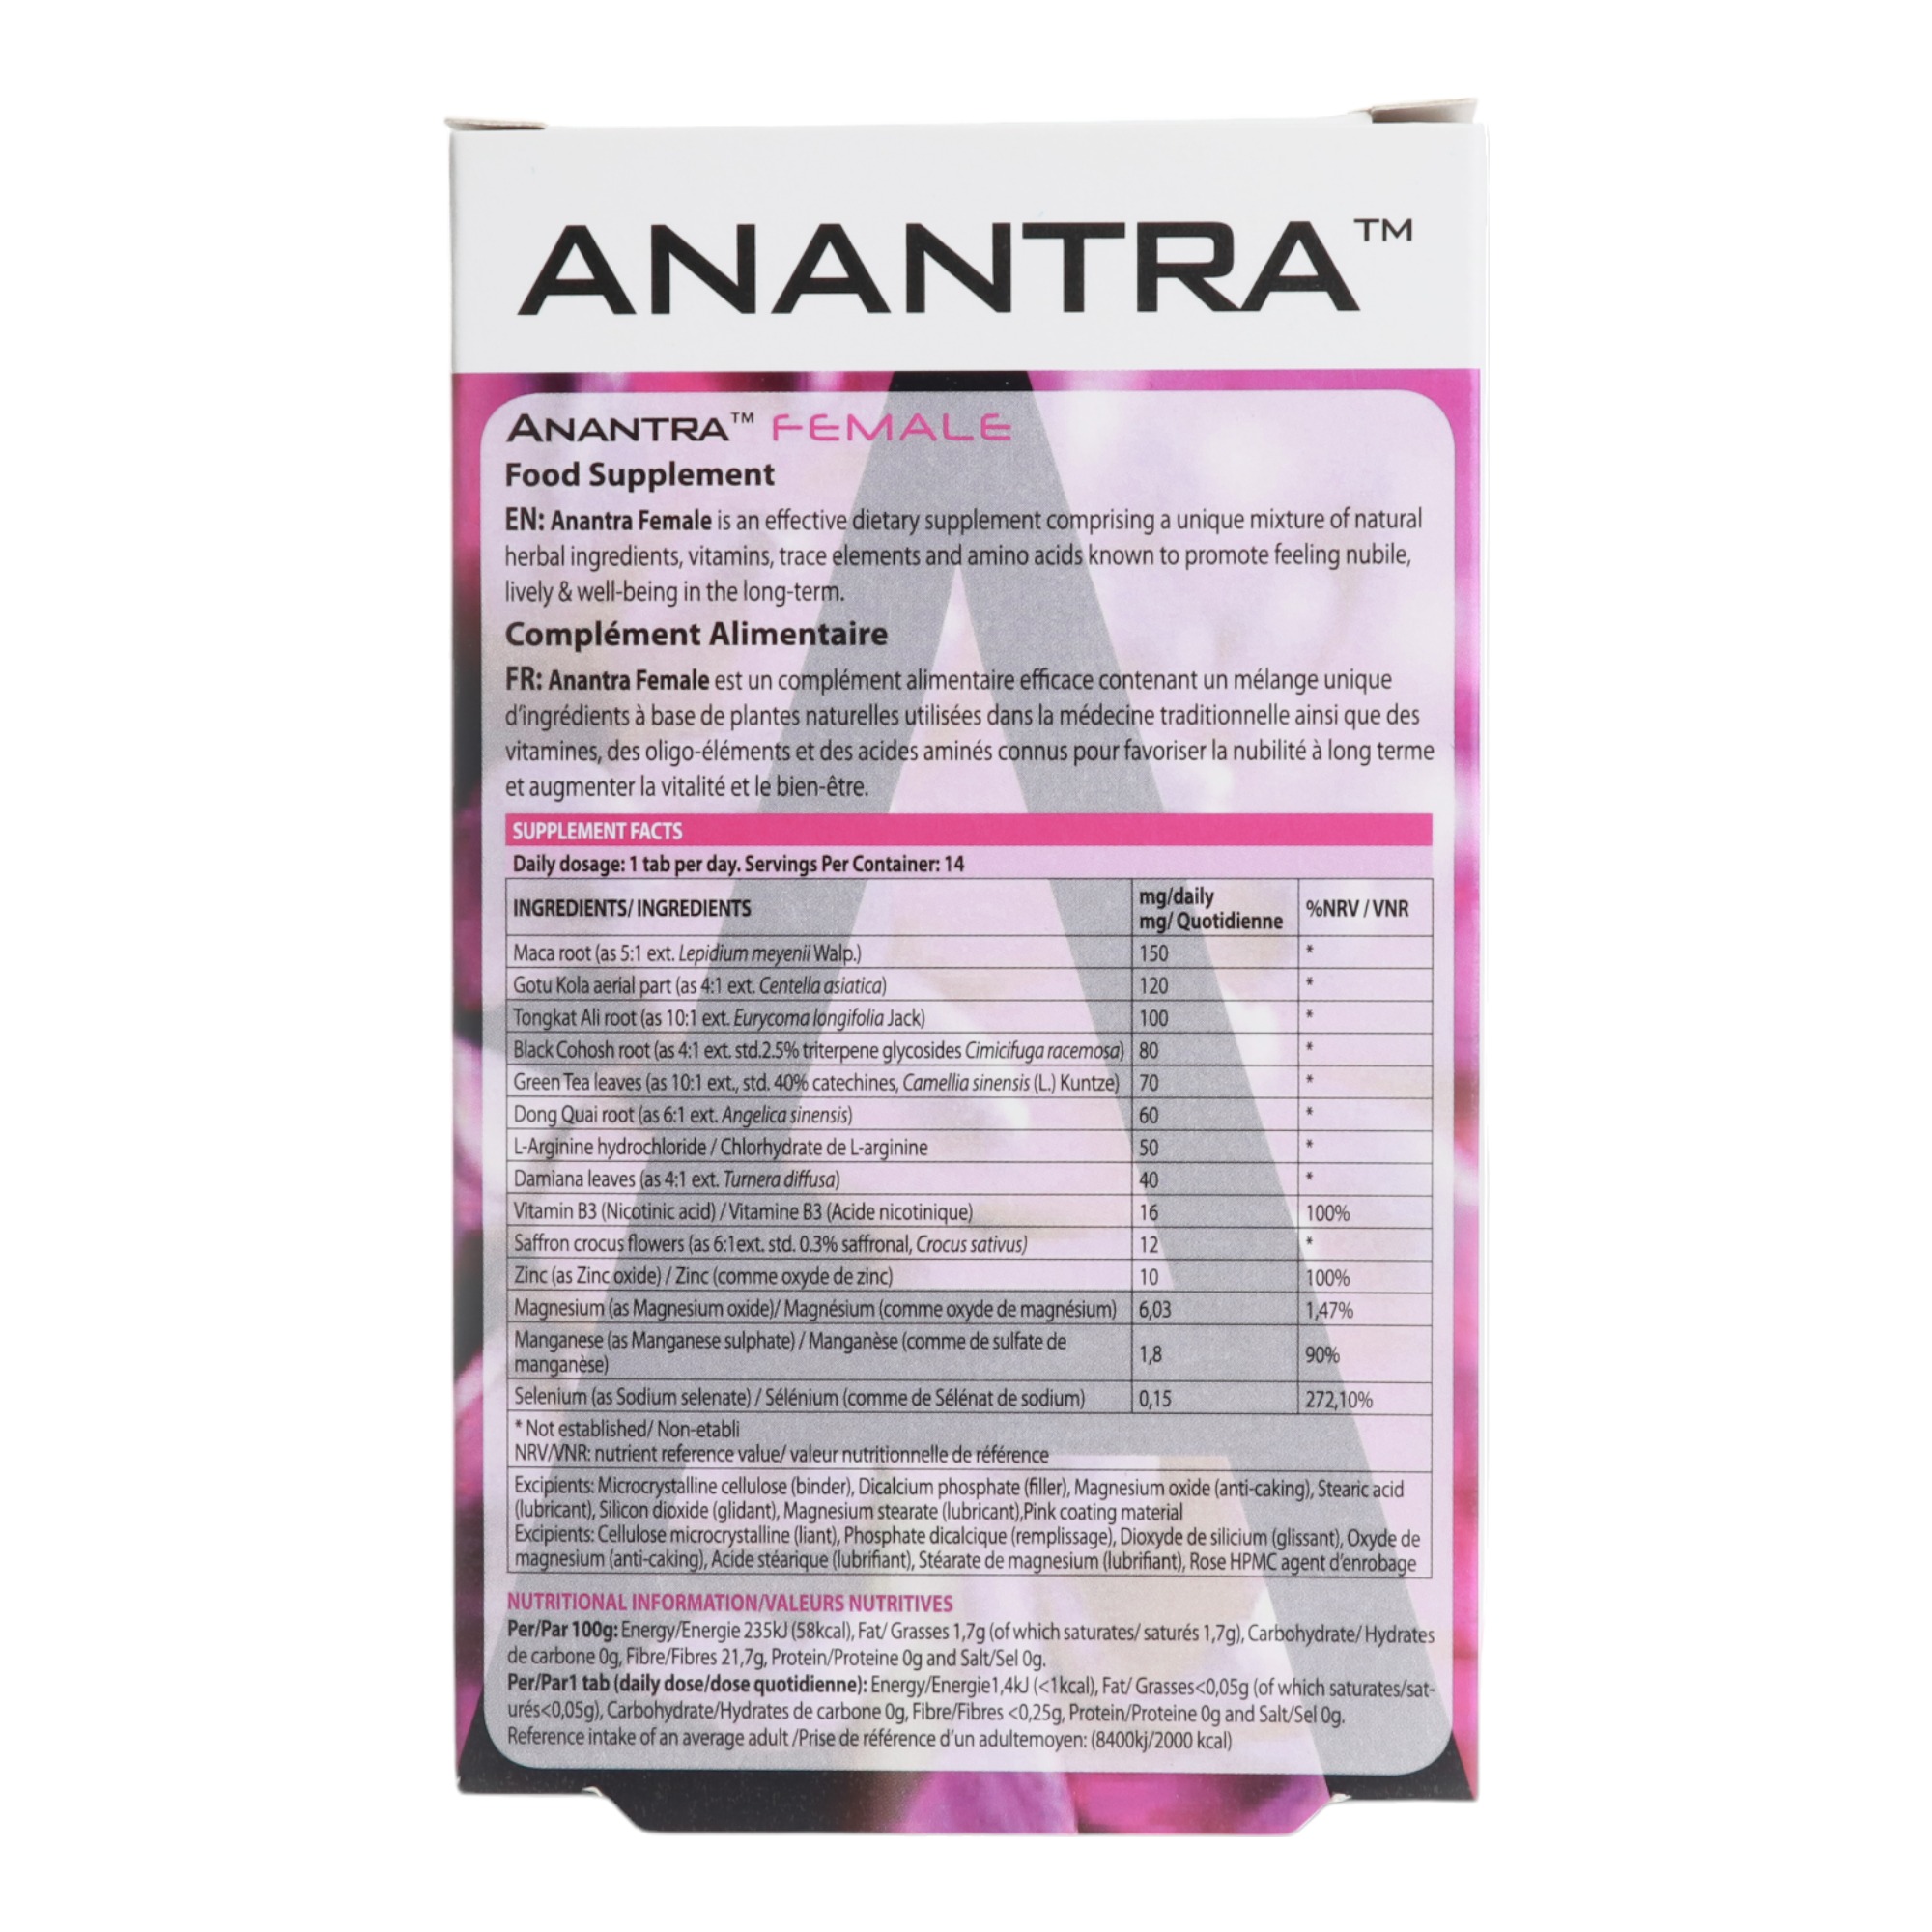 ANANTRA™
ANANTRA™ FEMALE
Food Supplement
EN: Anantra Female is an effective dietary supplement comprising a unique mixture of natural
herbal ingredients, vitamins, trace elements and amino acids known to promote feeling nubile,
lively & well-being in the long-term.
Complément Alimentaire
FR: Anantra Female est un complément alimentaire efficace contenant un mélange unique
d'ingrédients à base de plantes naturelles utilisées dans la médecine traditionnelle ainsi que des
vitamines, des oligo-éléments et des acides aminés connus pour favoriser la nubilité à long terme
et augmenter la vitalité et le bien-être.
SUPPLEMENT FACTS
Daily dosage: 1 tab per day. Servings Per Container: 14
INGREDIENTS/ INGREDIENTS mg/daily mg/ Quotidienne %NRV / VNR
Maca root (as 5:1 ext. Lepidium meyenii Walp.) 150 *
Gotu Kola aerial part (as 4:1 ext. Centella asiatica) 120 *
Tongkat Ali root (as 10:1 ext. Eurycoma longifolia Jack) 100 *
Black Cohosh root (as 4:1 ext. std.2.5% triterpene glycosides Cimicifuga racemosa) 80 *
Green Tea leaves (as 10:1 ext., std. 40% catechines, Camellia sinensis (L.) Kuntze) 70 *
Dong Quai root (as 6:1 ext. Angelica sinensis) 60 *
L-Arginine hydrochloride / Chlorhydrate de L-arginine 50 *
Damiana leaves (as 4:1 ext. Turnera diffusa) 40 *
Vitamin B3 (Nicotinic acid) / Vitamine B3 (Acide nicotinique) 16 100%
Saffron crocus flowers (as 6:1ext. std. 0.3% saffronal, Crocus sativus) 12 *
Zinc (as Zinc oxide) / Zinc (comme oxyde de zinc) 10 100%
Magnesium (as Magnesium oxide)/ Magnésium (comme oxyde de magnésium) 6,03 1,47%
Manganese (as Manganese sulphate) / Manganèse (comme de sulfate de
manganèse) 1,8 90%
Selenium (as Sodium selenate) / Sélénium (comme de Sélénat de sodium) 0,15 272,10%
* Not established/ Non-etabli
NRV/VNR: nutrient reference value/ valeur nutritionnelle de référence
Excipients: Microcrystalline cellulose (binder), Dicalcium phosphate (filler), Magnesium oxide (anti-caking), Stearic acid
(lubricant), Silicon dioxide (glidant), Magnesium stearate (lubricant),Pink coating material
Excipients: Cellulose microcrystalline (liant), Phosphate dicalcique (remplissage), Dioxyde de silicium (glissant), Oxyde de
magnesium (anti-caking), Acide stéarique (lubrifiant), Stéarate de magnesium (lubrifiant), Rose HPMC agent d'enrobage
NUTRITIONAL INFORMATION/VALEURS NUTRITIVES
Per/Par 100g: Energy/Energie 235kJ (58kcal), Fat/ Grasses 1,7g (of which saturates/ saturés 1,7g), Carbohydrate/ Hydrates
de carbone 0g, Fibre/Fibres 21,7g, Protein/Proteine 0g and Salt/Sel 0g.
Per/Par1 tab (daily dose/dose quotidienne): Energy/Energie1,4kJ (<1kcal), Fat/ Grasses<0,05g (of which saturates/sat-
urés<0,05g), Carbohydrate/Hydrates de carbone 0g, Fibre/Fibres <0,25g, Protein/Proteine 0g and Salt/Sel 0g.
Reference intake of an average adult /Prise de référence d'un adultemoyen: (8400kj/2000 kcal)